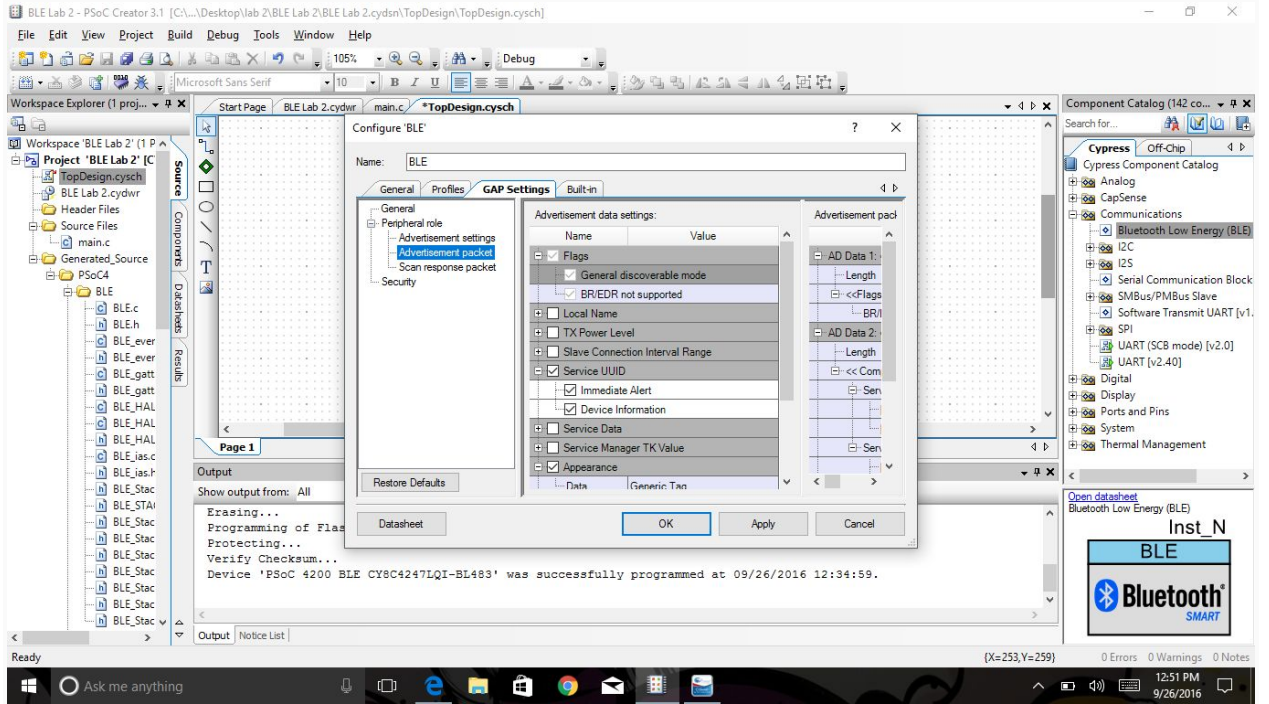 BLE Lab 2 - PSoC Creator 3.1 [C:\...\Desktop\lab 2\BLE Lab 2\BLE Lab 2.cydsn\TopDesign\TopDesign.cysch]
File Edit View Project Build Debug Tools Window Help
105% Debug
Microsoft Sans Serif 10 B I U
Workspace Explorer (1 proj...
Start Page BLE Lab 2.cydwr main.c *TopDesign.cysch
Workspace 'BLE Lab 2' (1 P
Project 'BLE Lab 2' [C
TopDesign.cysch
BLE Lab 2.cydwr
Header Files
Source Files
main.c
Generated_Source
PSoC4
BLE
BLE.c
BLE.h
BLE_ever
BLE_ever
BLE_gatt
BLE_gatt
BLE_HAL
BLE_HAL
BLE_HAL
BLE_ias.c
BLE_ias.h
BLE_Stac
BLE_STA
BLE_Stac
BLE_Stac
BLE_Stac
BLE_Stac
BLE_Stac
BLE_Stac
BLE_Stac
Source
Components
Datasheets
Results
Configure 'BLE'
Name: BLE
General Profiles GAP Settings Built-in
General
Peripheral role
Advertisement settings
Advertisement packet
Scan response packet
Security
Restore Defaults
Advertisement data settings:
Name Value
Flags
General discoverable mode
BR/EDR not supported
Local Name
TX Power Level
Slave Connection Interval Range
Service UUID
Immediate Alert
Device Information
Service Data
Service Manager TK Value
Appearance
Data Generic Tag
Advertisement pack
AD Data 1:
Length
<<Flags
BR/
AD Data 2:
Length
<< Com
Serv
Serv
Datasheet OK Apply Cancel
Page 1
Output
Show output from: All
Erasing...
Programming of Flas
Protecting...
Verify Checksum...
Device 'PSoC 4200 BLE CY8C4247LQI-BL483' was successfully programmed at 09/26/2016 12:34:59.
Output Notice List
Component Catalog (142 co...
Search for...
Cypress Off-Chip
Cypress Component Catalog
Analog
CapSense
Communications
Bluetooth Low Energy (BLE)
I2C
I2S
Serial Communication Block
SMBus/PMBus Slave
Software Transmit UART [v1.
SPI
UART (SCB mode) [v2.0]
UART [v2.40]
Digital
Display
Ports and Pins
System
Thermal Management
Open datasheet
Bluetooth Low Energy (BLE)
Inst_N
BLE
Bluetooth
SMART
Ready {X=253,Y=259} 0 Errors 0 Warnings 0 Notes
Ask me anything
12:51 PM
9/26/2016